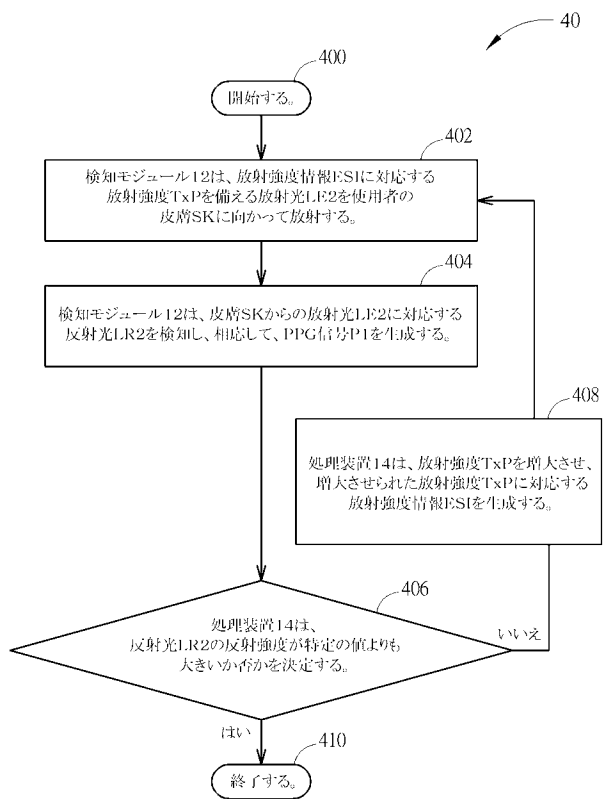 40
400
開始する。
402
検知モジュール12は、放射強度情報ESIに対応する
放射強度TxPを備える放射光LE2を使用者の
皮膚SKに向かって放射する。
404
検知モジュール12は、皮膚SKからの放射光LE2に対応する
反射光LR2を検知し、相応して、PPG信号P1を生成する。
408
処理装置14は、放射強度TxPを増大させ、
増大させられた放射強度TxPに対応する
放射強度情報ESIを生成する。
406
処理装置14は、
反射光LR2の反射強度が特定の値よりも
大きいか否かを決定する。
いいえ
はい
410
終了する。